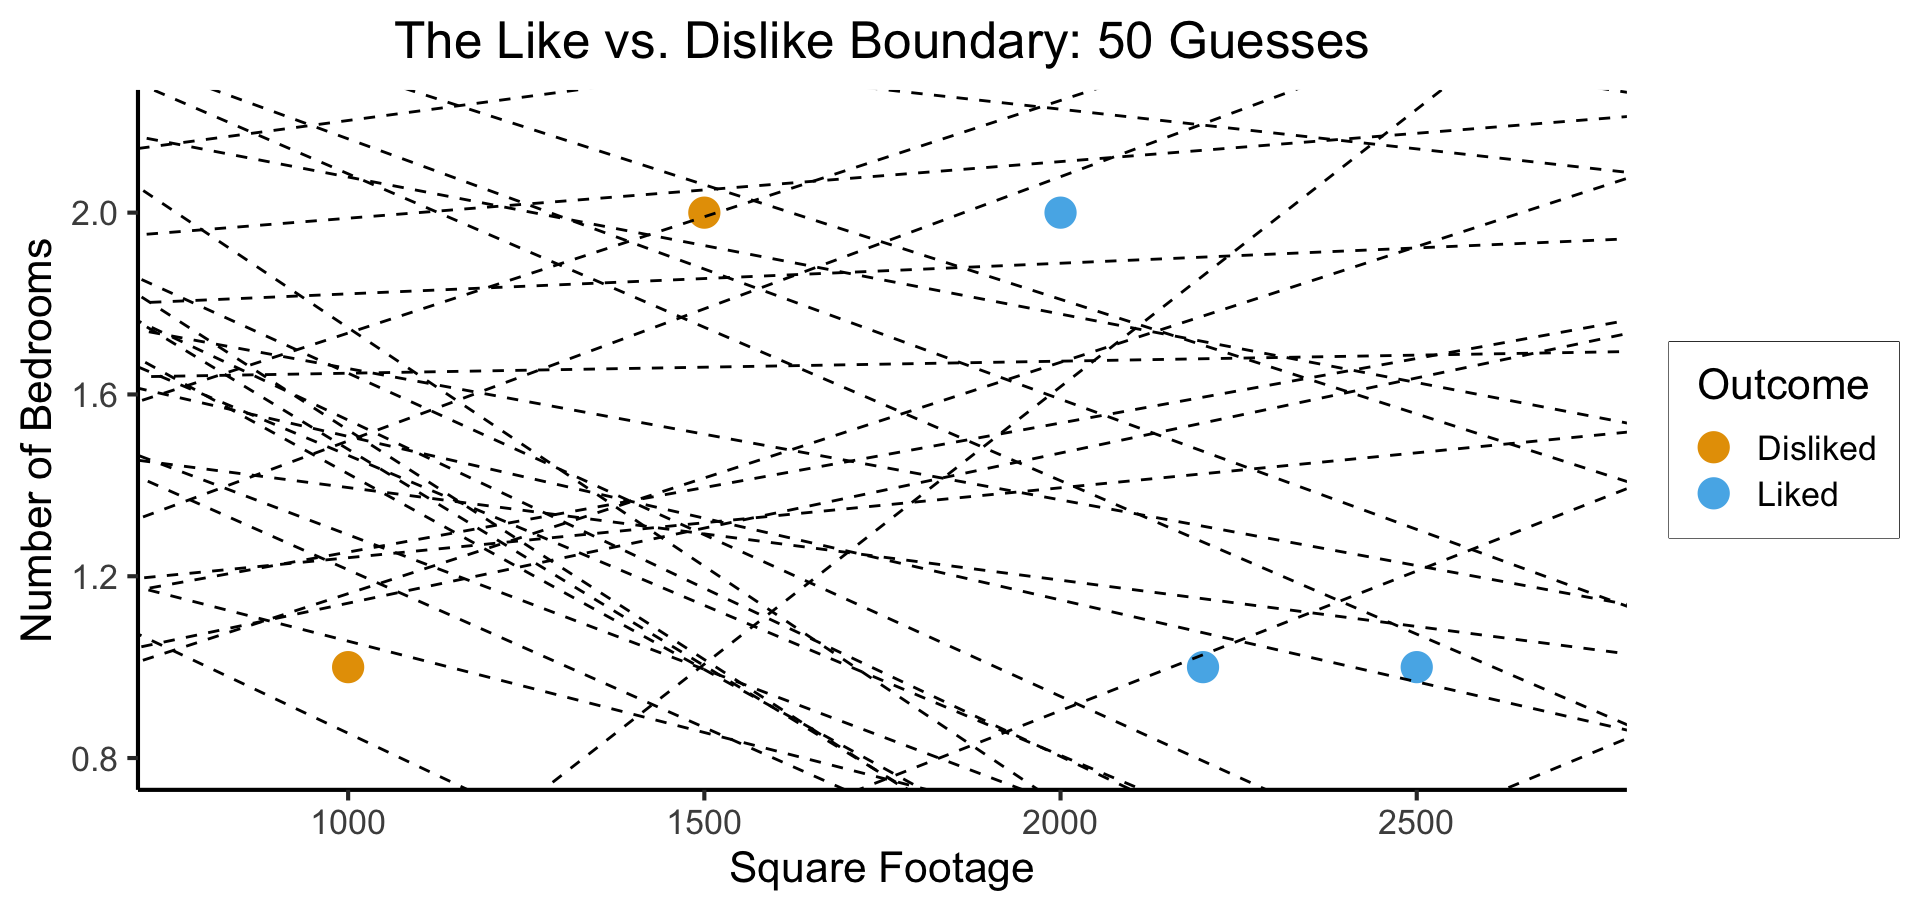 The Like vs. Dislike Boundary: 50 Guesses
Number of Bedrooms
2.0
1.6
1.2
0.8
1000 1500 2000 2500
Square Footage
Outcome
Disliked
Liked